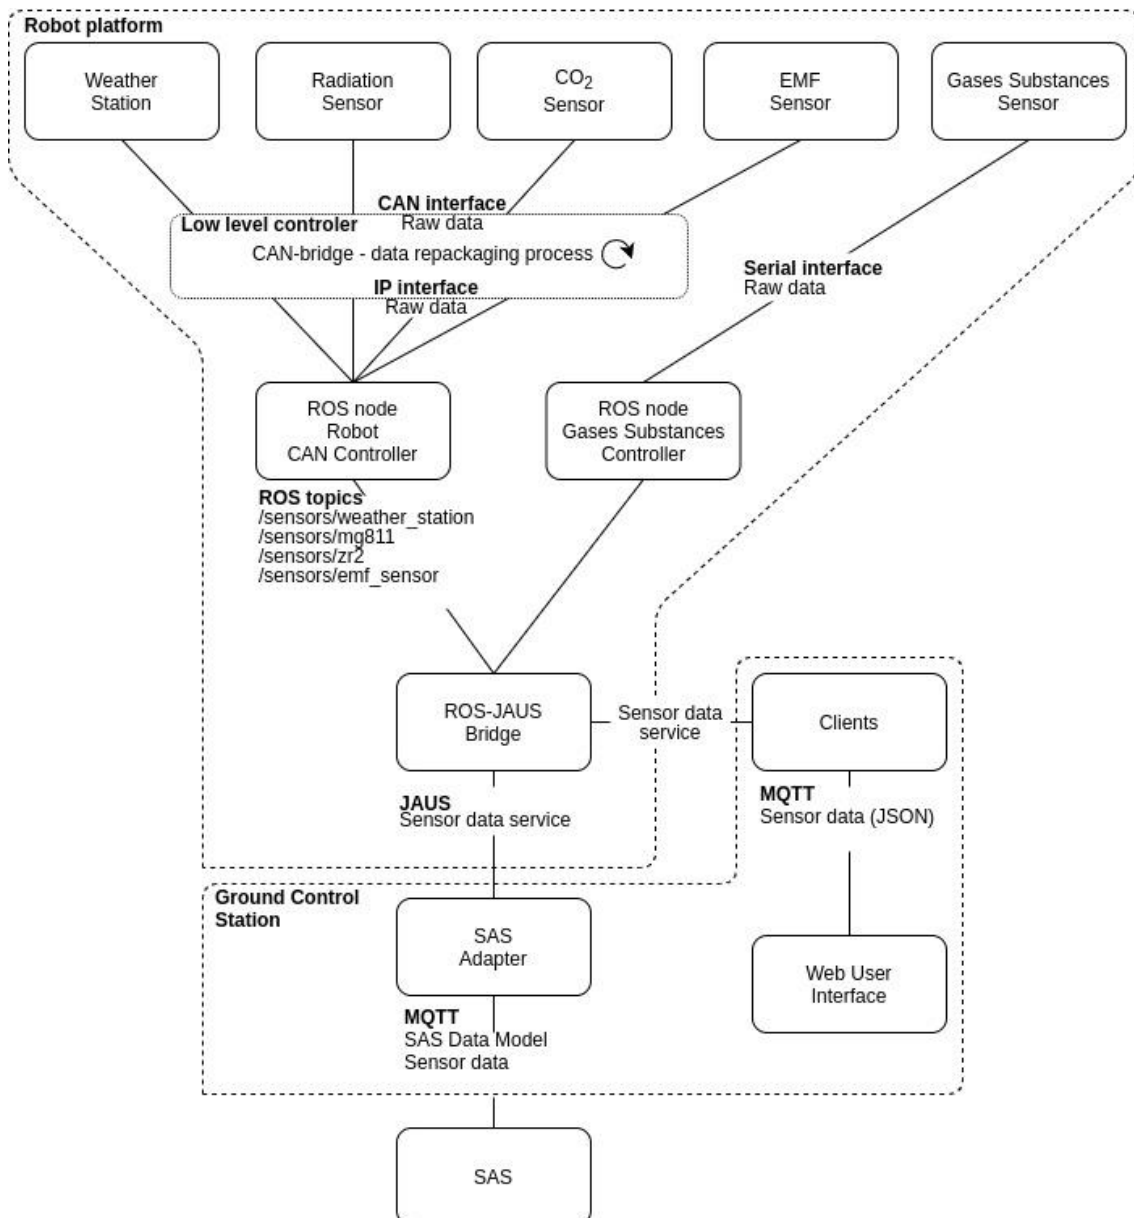 Robot platform
Weather
Station
Radiation
Sensor
CO2
Sensor
EMF
Sensor
Gases Substances
Sensor
CAN interface
Raw data
Low level controler
CAN-bridge - data repackaging process
IP interface
Raw data
Serial interface
Raw data
ROS node
Robot
CAN Controller
ROS node
Gases Substances
Controller
ROS topics
/sensors/weather_station
/sensors/mg811
/sensors/zr2
/sensors/emf_sensor
ROS-JAUS
Bridge
Sensor data
service
Clients
JAUS
Sensor data service
MQTT
Sensor data (JSON)
Ground Control
Station
SAS
Adapter
Web User
Interface
MQTT
SAS Data Model
Sensor data
SAS